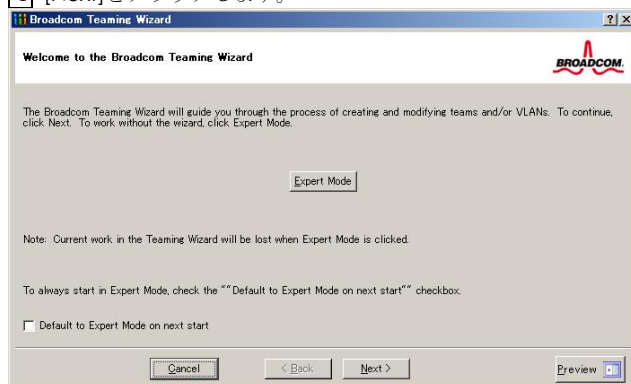 [Next]をクリックします。
Broadcom Teaming Wizard
Welcome to the Broadcom Teaming Wizard
BROADCOM.
The Broadcom Teaming Wizard will guide you through the process of creating and modifying teams and/or VLANs. To continue,
click Next. To work without the wizard, click Expert Mode.
Expert Mode
Note: Current work in the Teaming Wizard will be lost when Expert Mode is clicked.
To always start in Expert Mode, check the ""Default to Expert Mode on next start"" checkbox.
Default to Expert Mode on next start
Cancel
< Back
Next >
Preview